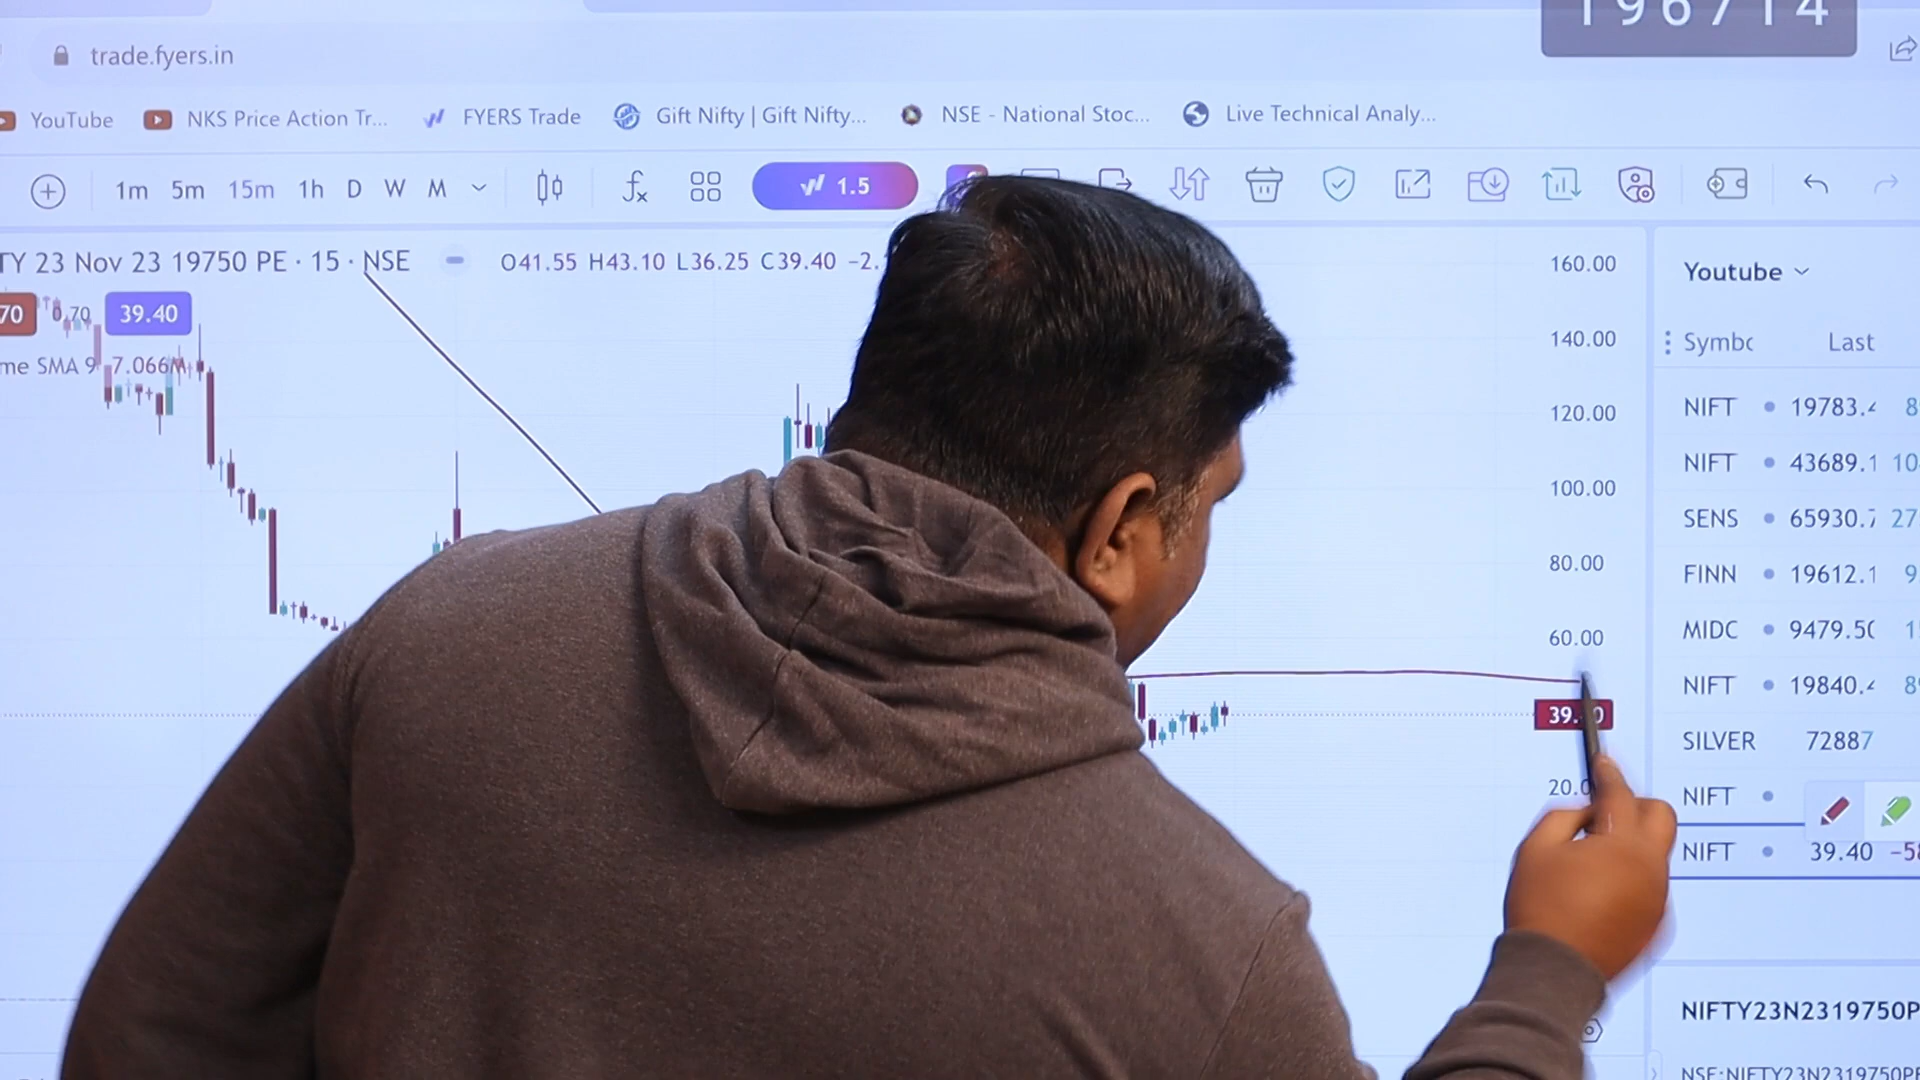 196714
trade.fyers.in
YouTube NKS Price Action Tr... FYERS Trade Gift Nifty | Gift Nifty... NSE - National Stoc... Live Technical Analy...
1m 5m 15m 1h D W M fx 1.5
TY 23 Nov 23 19750 PE · 15 · NSE O41.55 H43.10 L36.25 C39.40 −2.
70 0.70 39.40
me SMA 9 7.066M
160.00
140.00
120.00
100.00
80.00
60.00
39. 0
20.0
Youtube
Symbo Last
NIFT 19783.4 8
NIFT 43689.1 10
SENS 65930.7 27
FINN 19612.1 9
MIDC 9479.50 1
NIFT 19840.4 8
SILVER 72887
NIFT
NIFT 39.40 −58
NIFTY23N2319750P
NSE:NIFTY23N2319750PE